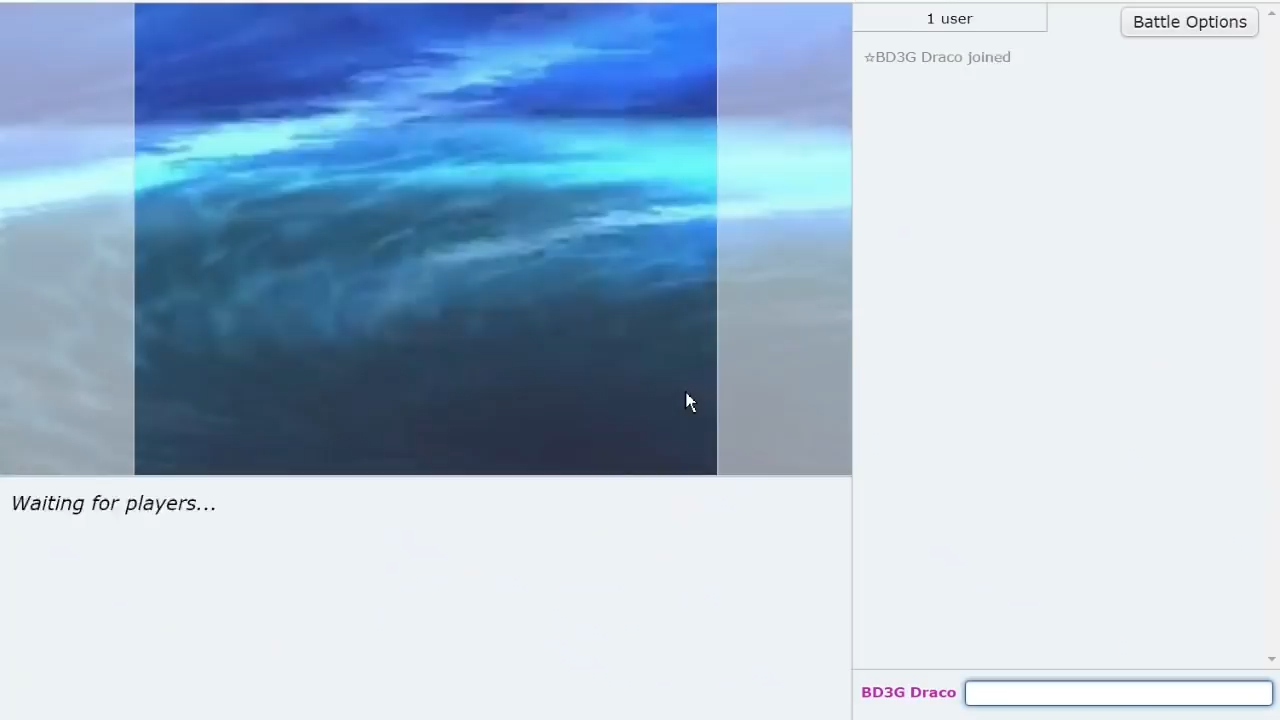 1 user
Battle Options
☆BD3G Draco joined
Waiting for players...
BD3G Draco